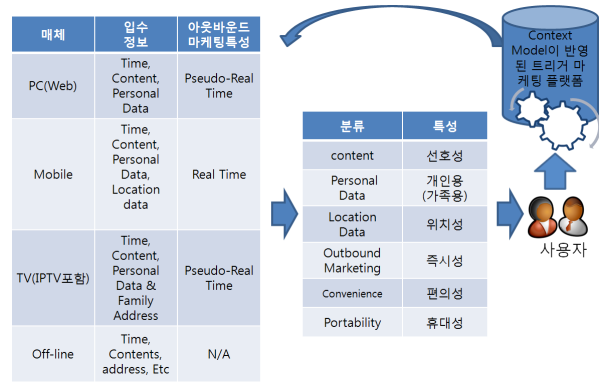 매체
입수
정보
아웃바운드
마케팅특성
PC(Web)
Time,
Content,
Personal
Data
Pseudo-Real
Time
Mobile
Time,
Content,
Personal
Data,
Location
data
Real Time
TV(IPTV포함)
Time,
Content,
Personal
Data &
Family
Address
Pseudo-Real
Time
Off-line
Time,
Contents,
address, Etc
N/A
분류
특성
content
선호성
Personal
Data
개인용
(가족용)
Location
Data
위치성
Outbound
Marketing
즉시성
Convenience
편의성
Portability
휴대성
Context
Model이 반영
된 트리거 마
케팅 플랫폼
사용자